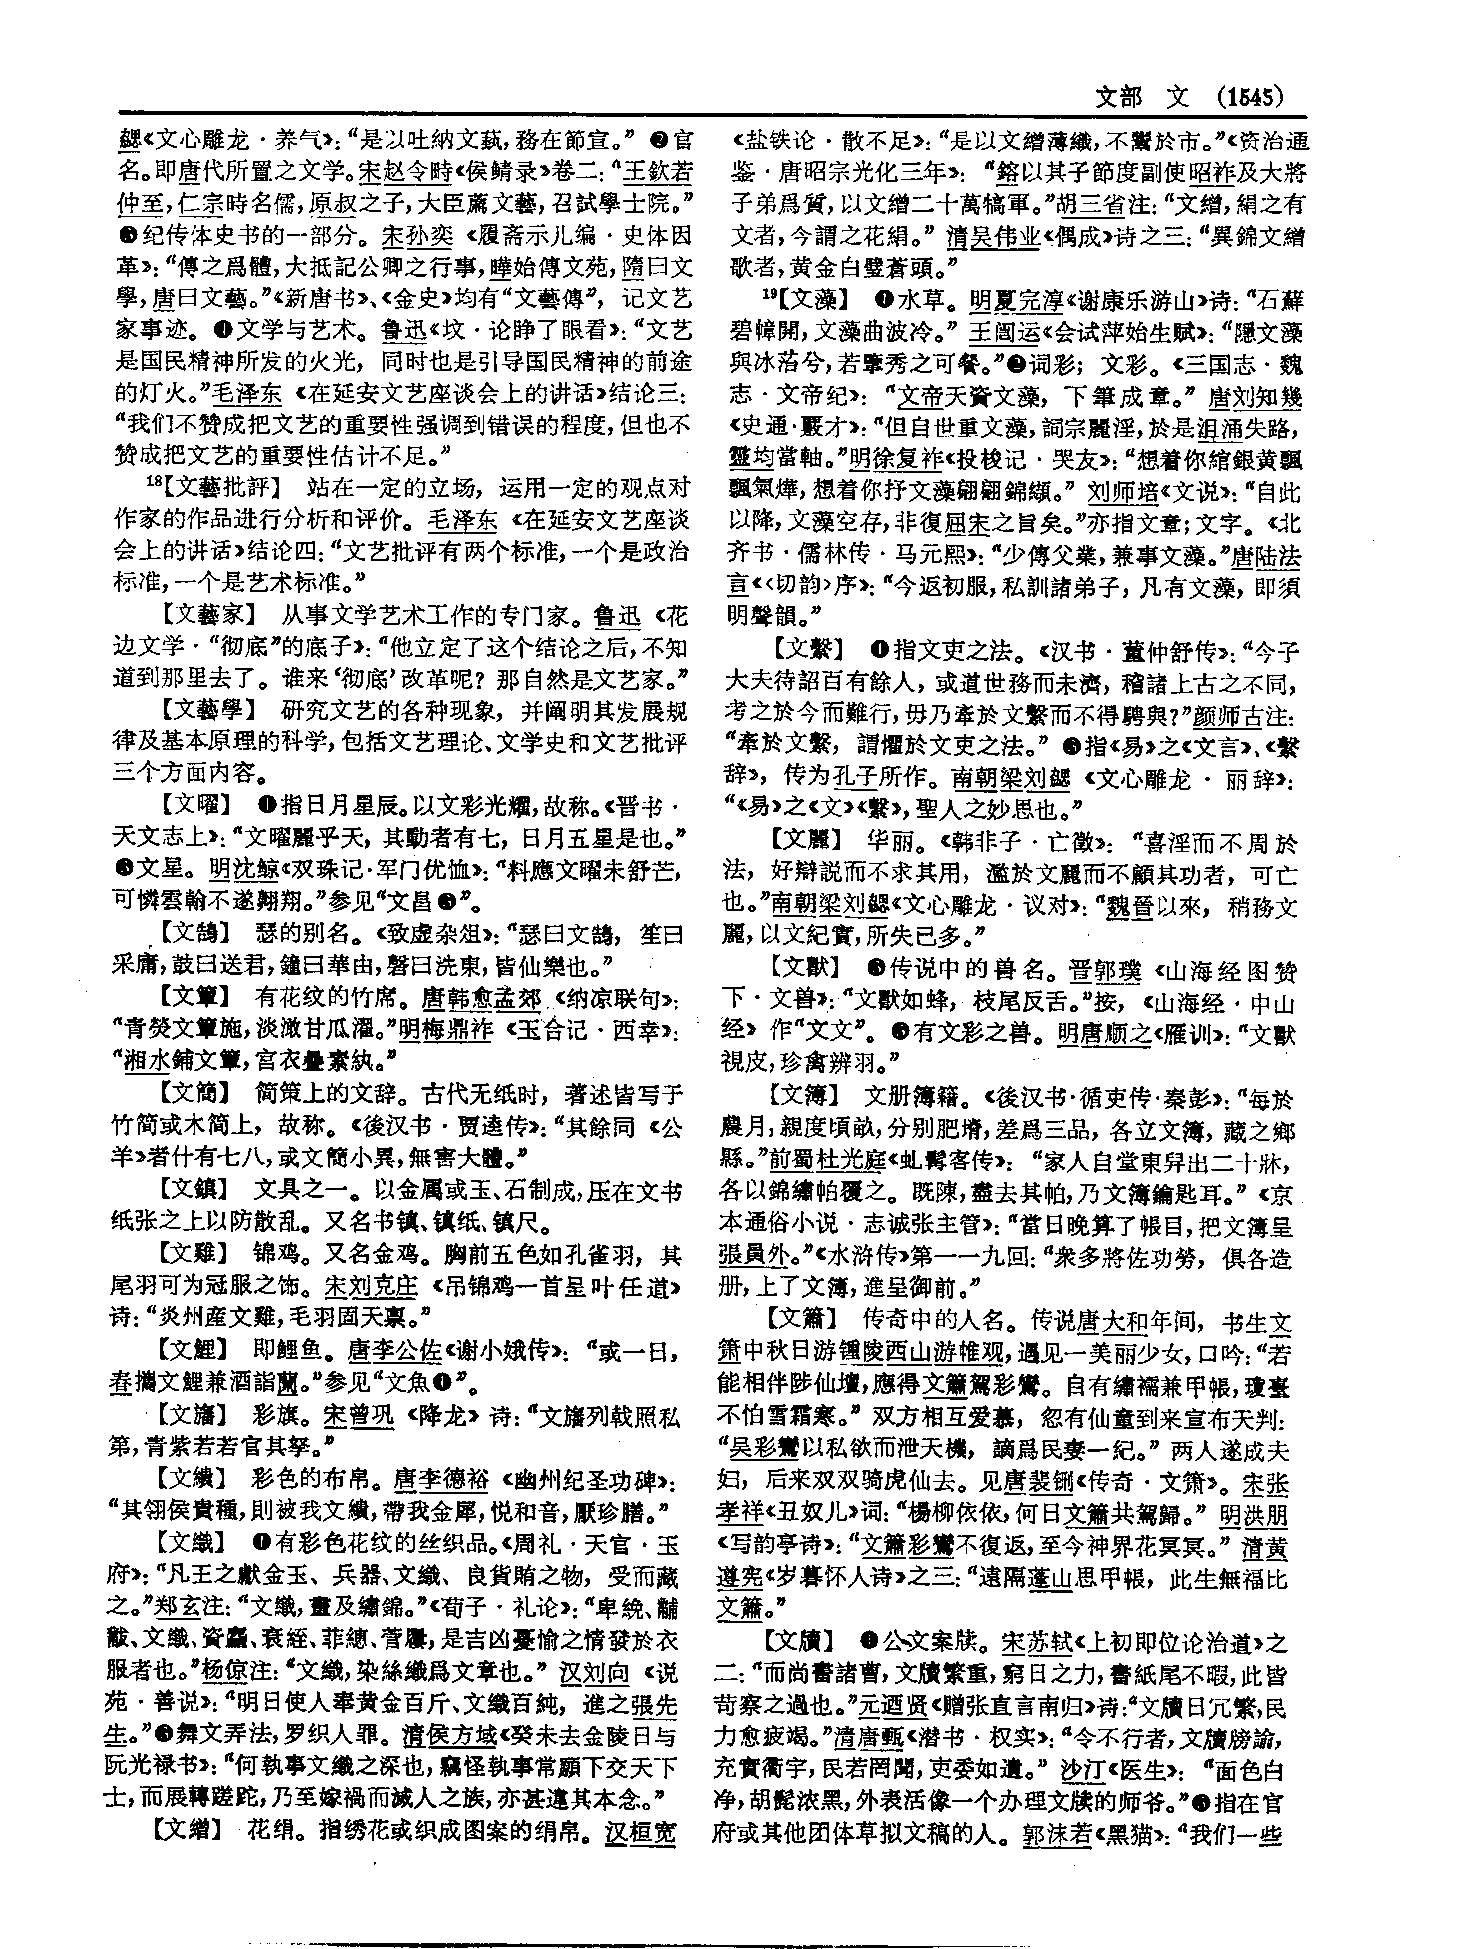 文部　文　(1545)
勰《文心雕龙·养气》：“是以吐納文藝，務在節宣。”❷官
名。即唐代所置之文学。宋赵令畤《侯鲭录》卷二：“王欽若
仲至，仁宗時名儒，原叔之子，大臣薦文藝，召試學士院。”
❸纪传体史书的一部分。宋孙奕《履斋示儿编·史体因
革》：“傳之爲體，大抵記公卿之行事，曄始傳文苑，隋曰文
學，唐曰文藝。”《新唐书》、《金史》均有“文藝傳”，记文艺
家事迹。❹文学与艺术。鲁迅《坟·论睁了眼看》：“文艺
是国民精神所发的火光，同时也是引导国民精神的前途
的灯火。”毛泽东《在延安文艺座谈会上的讲话》结论三：
“我们不赞成把文艺的重要性强调到错误的程度，但也不
赞成把文艺的重要性估计不足。”
18【文藝批評】　站在一定的立场，运用一定的观点对
作家的作品进行分析和评价。毛泽东《在延安文艺座谈
会上的讲话》结论四：“文艺批评有两个标准，一个是政治
标准，一个是艺术标准。”
【文藝家】　从事文学艺术工作的专门家。鲁迅《花
边文学·“彻底”的底子》：“他立定了这个结论之后，不知
道到那里去了。谁来‘彻底’改革呢？那自然是文艺家。”
【文藝學】　研究文艺的各种现象，并阐明其发展规
律及基本原理的科学，包括文艺理论、文学史和文艺批评
三个方面内容。
【文曜】　❶指日月星辰。以文彩光耀，故称。《晋书·
天文志上》：“文曜麗乎天，其動者有七，日月五星是也。”
❷文星。明沈鲸《双珠记·军门优恤》：“料應文曜未舒芒，
可憐雲翰不遂翱翔。”参见“文昌❸”。
【文鵠】　瑟的别名。《致虚杂俎》：“瑟曰文鵠，笙曰
采庸，鼓曰送君，鐘曰華由，磬曰洗東，皆仙樂也。”
【文簟】　有花纹的竹席。唐韩愈孟郊《纳凉联句》：
“青熒文簟施，淡澉甘瓜濯。”明梅鼎祚《玉合记·西幸》：
“湘水鋪文簟，宫衣疊素紈。”
【文簡】　简策上的文辞。古代无纸时，著述皆写于
竹简或木简上，故称。《後汉书·贾逵传》：“其餘同《公
羊》者什有七八，或文簡小異，無害大體。”
【文鎮】　文具之一。以金属或玉、石制成，压在文书
纸张之上以防散乱。又名书镇、镇纸、镇尺。
【文雞】　锦鸡。又名金鸡。胸前五色如孔雀羽，其
尾羽可为冠服之饰。宋刘克庄《吊锦鸡一首呈叶任道》
诗：“炎州産文雞，毛羽固天禀。”
【文鯉】　即鲤鱼。唐李公佐《谢小娥传》：“或一日，
春攜文鯉兼酒詣蘭。”参见“文魚❶”。
【文旛】　彩旗。宋曾巩《降龙》诗：“文旛列戟照私
第，青紫若若官其孥。”
【文繢】　彩色的布帛。唐李德裕《幽州纪圣功碑》：
“其翎侯貴種，則被我文繢，帶我金犀，悦和音，厭珍膳。”
【文織】　❶有彩色花纹的丝织品。《周礼·天官·玉
府》：“凡王之獻金玉、兵器、文織、良貨賄之物，受而藏
之。”郑玄注：“文織，畫及繡錦。”《荀子·礼论》：“卑絻、黼
黻、文織、資麤、衰絰、菲繐、菅屨，是吉凶憂愉之情發於衣
服者也。”杨倞注：“文織，染絲織爲文章也。”汉刘向《说
苑·善说》：“明日使人奉黄金百斤、文織百純，進之張先
生。”❷舞文弄法，罗织人罪。清侯方域《癸未去金陵日与
阮光禄书》：“何執事文織之深也，竊怪執事常願下交天下
士，而展轉蹉跎，乃至嫁禍而滅人之族，亦甚違其本念。”
【文繒】　花绢。指绣花或织成图案的绢帛。汉桓宽
《盐铁论·散不足》：“是以文繒薄織，不鬻於市。”《资治通
鉴·唐昭宗光化三年》：“鎔以其子節度副使昭祚及大將
子弟爲質，以文繒二十萬犒軍。”胡三省注：“文繒，絹之有
文者，今謂之花絹。”清吴伟业《偶成》诗之三：“異錦文繒
歌者，黄金白璧蒼頭。”
19【文藻】　❶水草。明夏完淳《谢康乐游山》诗：“石蘚
碧幛開，文藻曲波冷。”王闿运《会试萍始生赋》：“隱文藻
與冰菭兮，若搴秀之可餐。”❷词彩；文彩。《三国志·魏
志·文帝纪》：“文帝天資文藻，下筆成章。”唐刘知幾
《史通·覈才》：“但自世重文藻，詞宗麗淫，於是沮涌失路，
靈均當軸。”明徐复祚《投梭记·哭友》：“想着你綰銀黄飄
飄氣燁，想着你抒文藻翩翩錦纈。”刘师培《文说》：“自此
以降，文藻空存，非復屈宋之旨矣。”亦指文章；文字。《北
齐书·儒林传·马元熙》：“少傳父業，兼事文藻。”唐陆法
言《〈切韵〉序》：“今返初服，私訓諸弟子，凡有文藻，即須
明聲韻。”
【文繫】　❶指文吏之法。《汉书·董仲舒传》：“今子
大夫待詔百有餘人，或道世務而未濟，稽諸上古之不同，
考之於今而難行，毋乃牽於文繫而不得騁與？”颜师古注：
“牽於文繫，謂懼於文吏之法。”❷指《易》之《文言》、《繫
辞》，传为孔子所作。南朝梁刘勰《文心雕龙·丽辞》：
“《易》之《文》《繫》，聖人之妙思也。”
【文麗】　华丽。《韩非子·亡徵》：“喜淫而不周於
法，好辯説而不求其用，濫於文麗而不顧其功者，可亡
也。”南朝梁刘勰《文心雕龙·议对》：“魏晉以來，稍務文
麗，以文紀實，所失已多。”
【文獸】　❶传说中的兽名。晋郭璞《山海经图赞
下·文兽》：“文獸如蜂，枝尾反舌。”按，《山海经·中山
经》作“文文”。❷有文彩之兽。明唐顺之《雁训》：“文獸
視皮，珍禽辨羽。”
【文簿】　文册簿籍。《後汉书·循吏传·秦彭》：“每於
農月，親度頃畝，分别肥塉，差爲三品，各立文簿，藏之鄉
縣。”前蜀杜光庭《虬髯客传》：“家人自堂東舁出二十牀，
各以錦繡帕覆之。既陳，盡去其帕，乃文簿鑰匙耳。”《京
本通俗小说·志诚张主管》：“當日晚算了帳目，把文簿呈
張員外。”《水浒传》第一一九回：“衆多將佐功勞，俱各造
册，上了文簿，進呈御前。”
【文簫】　传奇中的人名。传说唐大和年间，书生文
箫中秋日游锺陵西山游帷观，遇见一美丽少女，口吟：“若
能相伴陟仙壇，應得文簫駕彩鸞。自有繡襦兼甲帳，瓊臺
不怕雪霜寒。”双方相互爱慕，忽有仙童到来宣布天判：
“吴彩鸞以私欲而泄天機，謫爲民妻一紀。”两人遂成夫
妇，后来双双骑虎仙去。见唐裴铏《传奇·文箫》。宋张
孝祥《丑奴儿》词：“楊柳依依，何日文簫共駕歸。”明洪朋
《写韵亭诗》：“文簫彩鸞不復返，至今神界花冥冥。”清黄
遵宪《岁暮怀人诗》之三：“遠隔蓬山思甲帳，此生無福比
文簫。”
【文牘】　❶公文案牍。宋苏轼《上初即位论治道》之
二：“而尚書諸曹，文牘繁重，窮日之力，書紙尾不暇，此皆
苛察之過也。”元迺贤《赠张直言南归》诗：“文牘日冗繁，民
力愈疲竭。”清唐甄《潜书·权实》：“令不行者，文牘牓諭，
充實衢宇，民若罔聞，吏委如遺。”沙汀《医生》：“面色白
净，胡髭浓黑，外表活像一个办理文牍的师爷。”❷指在官
府或其他团体草拟文稿的人。郭沫若《黑猫》：“我们一些